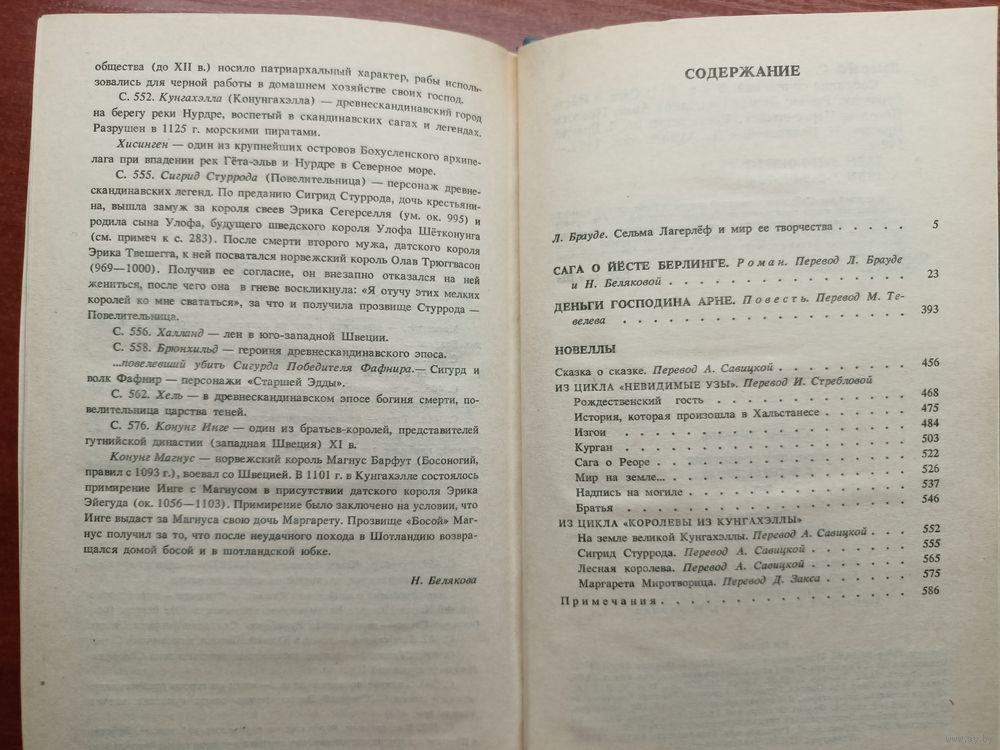 общества (до XII в.) носило патриархальный характер, рабы исполь-
зовались для черной работы в домашнем хозяйстве своих господ.
С. 552. Кунгахэлла (Конунгахэлла) — древнескандинавский город
на берегу реки Нурдре, воспетый в скандинавских сагах и легендах.
Разрушен в 1125 г. морскими пиратами.
Хисинген — один из крупнейших островов Бохусленского архипе-
лага при впадении рек Гёта-эльв и Нурдре в Северное море.
С. 555. Сигрид Стуррода (Повелительница) — персонаж древне-
скандинавских легенд. По преданию Сигрид Стуррода, дочь крестьяни-
на, вышла замуж за короля свеев Эрика Сегерселля (ум. ок. 995) и
родила сына Улофа, будущего шведского короля Улофа Шётконунга
(см. примеч к с. 283). После смерти второго мужа, датского короля
Эрика Твешегга, к ней посватался норвежский король Олав Трюггвасон
(969—1000). Получив ее согласие, он внезапно отказался на ней
жениться, после чего она в гневе воскликнула: «Я отучу этих мелких
королей ко мне свататься», за что и получила прозвище Стуррода —
Повелительница.
С. 556. Халланд — лен в юго-западной Швеции.
С. 558. Брюнхильд — героиня древнескандинавского эпоса.
...повелевший убить Сигурда Победителя Фафнира.— Сигурд и
волк Фафнир — персонажи «Старшей Эдды».
С. 562. Хель — в древнескандинавском эпосе богиня смерти, по-
велительница царства теней.
С. 576. Конунг Инге — один из братьев-королей, представителей
гутнийской династии (западная Швеция) XI в.
Конунг Магнус — норвежский король Магнус Барфут (Босоногий,
правил с 1093 г.), воевал со Швецией. В 1101 г. в Кунгахэлле состоялось
примирение Инге с Магнусом в присутствии датского короля Эрика
Эйегуда (ок. 1056—1103). Примирение было заключено на условии, что
Инге выдаст за Магнуса свою дочь Маргарету. Прозвище «Босой» Маг-
нус получил за то, что после неудачного похода в Шотландию возвра-
щался домой босой и в шотландской юбке.
Н. Белякова
СОДЕРЖАНИЕ
Л. Брауде. Сельма Лагерлёф и мир ее творчества . . . . . 5
САГА О ЙЁСТЕ БЕРЛИНГЕ. Роман. Перевод Л. Брауде
и Н. Беляковой . . . . . . . . . . . . . 23
ДЕНЬГИ ГОСПОДИНА АРНЕ. Повесть. Перевод М. Те-
велева . . . . . . . . . . . . . . . 393
НОВЕЛЛЫ
Сказка о сказке. Перевод А. Савицкой . . . . . . . . 456
ИЗ ЦИКЛА «НЕВИДИМЫЕ УЗЫ». Перевод И. Стребловой
Рождественский гость . . . . . . . . . . 468
История, которая произошла в Хальстанесе . . . . . 475
Изгои . . . . . . . . . . . . . . . 484
Курган . . . . . . . . . . . . . . . 503
Сага о Реоре . . . . . . . . . . . . . 522
Мир на земле... . . . . . . . . . . . . 526
Надпись на могиле . . . . . . . . . . . 537
Братья . . . . . . . . . . . . . . . 546
ИЗ ЦИКЛА «КОРОЛЕВЫ ИЗ КУНГАХЭЛЛЫ»
На земле великой Кунгахэллы. Перевод А. Савицкой . . . 552
Сигрид Стуррода. Перевод А. Савицкой . . . . . . 555
Лесная королева. Перевод А. Савицкой . . . . . . 565
Маргарета Миротворица. Перевод Д. Закса . . . . . 575
Примечания . . . . . . . . . . . . . . . 586